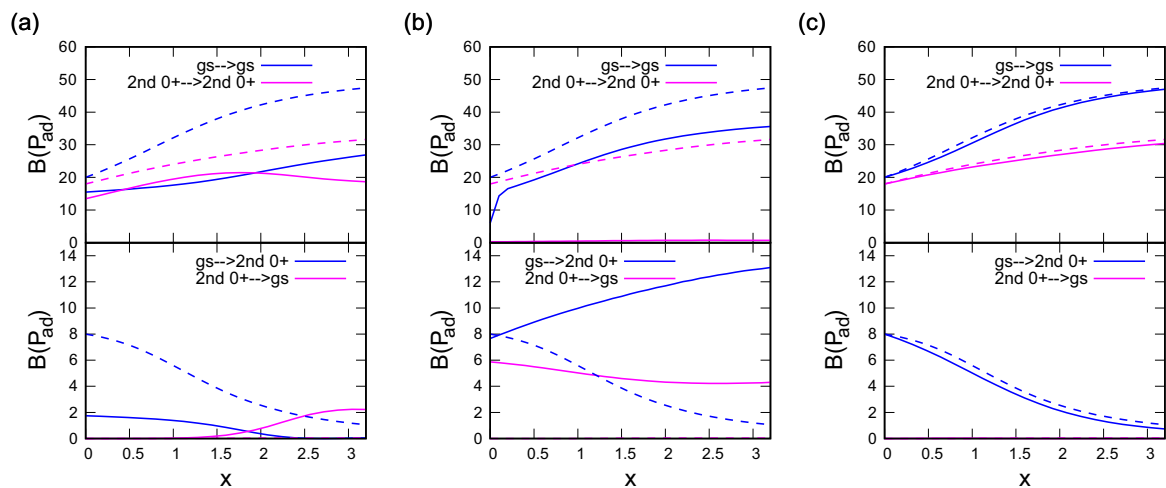 (a)
60
50
40
30
20
10
0
B(P_ad)
gs-->gs
2nd 0+-->2nd 0+
14
12
10
8
6
4
2
0
B(P_ad)
gs-->2nd 0+
2nd 0+-->gs
0 0.5 1 1.5 2 2.5 3
x
(b)
60
50
40
30
20
10
0
B(P_ad)
gs-->gs
2nd 0+-->2nd 0+
14
12
10
8
6
4
2
0
B(P_ad)
gs-->2nd 0+
2nd 0+-->gs
0 0.5 1 1.5 2 2.5 3
x
(c)
60
50
40
30
20
10
0
B(P_ad)
gs-->gs
2nd 0+-->2nd 0+
14
12
10
8
6
4
2
0
B(P_ad)
gs-->2nd 0+
2nd 0+-->gs
0 0.5 1 1.5 2 2.5 3
x